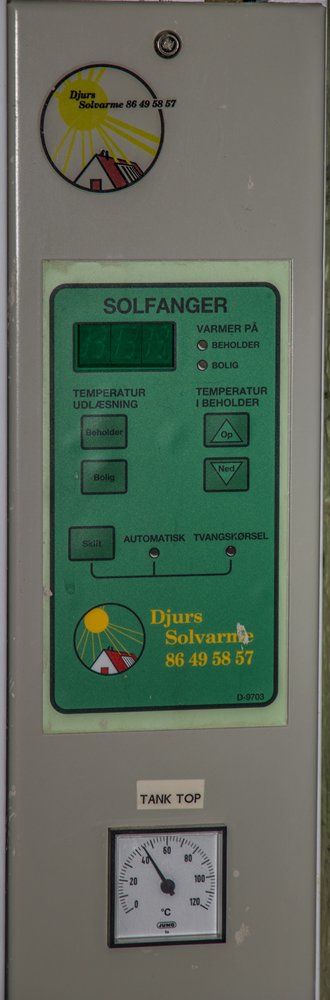 Djurs
Solvarme 86 49 58 57
SOLFANGER
VARMER PÅ
BEHOLDER
BOLIG
TEMPERATUR
UDLÆSNING
TEMPERATUR
I BEHOLDER
Beholder
Op
Bolig
Ned
Skift
AUTOMATISK
TVANGSKØRSEL
Djurs
Solvarme
86 49 58 57
D-9703
TANK TOP
0
20
40
60
80
100
120
°C
JUMO